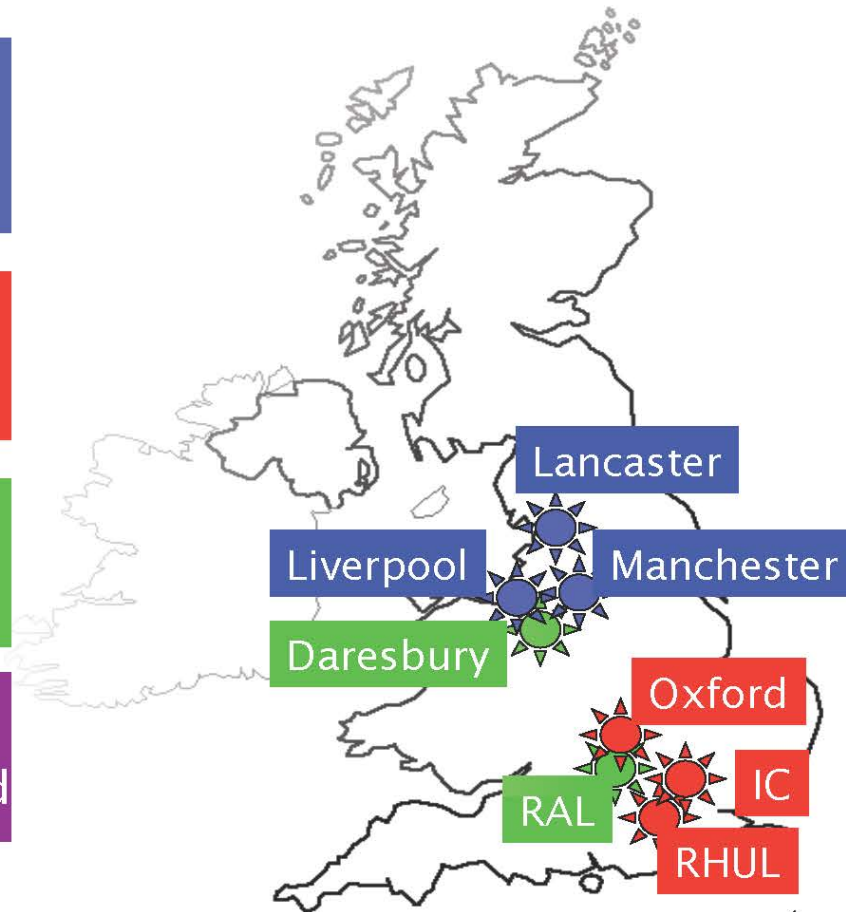 Lancaster
Liverpool
Manchester
Daresbury
Oxford
IC
RAL
RHUL